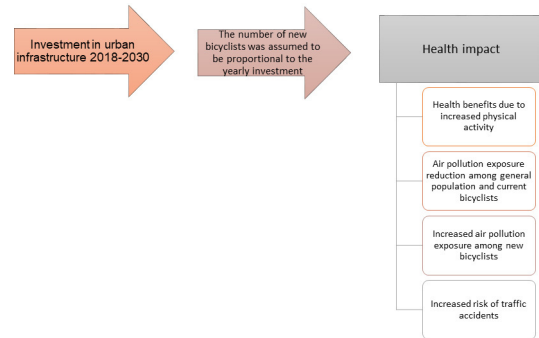 Investment in urban
infrastructure 2018-2030
The number of new
bicyclists was assumed to
be proportional to the
yearly investment
Health impact
Health benefits due to
increased physical
activity
Air pollution exposure
reduction among general
population and current
bicyclists
Increased air pollution
exposure among new
bicyclists
Increased risk of traffic
accidents